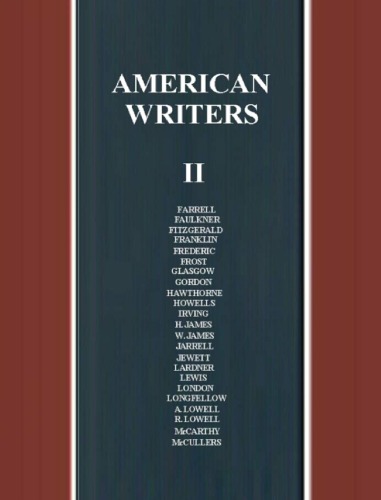 AMERICAN
WRITERS
II
FARRELL
FAULKNER
FITZGERALD
FRANKLIN
FREDERIC
FROST
GLASGOW
GORDON
HAWTHORNE
HOWELLS
IRVING
H. JAMES
W. JAMES
JARRELL
JEWETT
LARDNER
LEWIS
LONDON
LONGFELLOW
A. LOWELL
R. LOWELL
McCARTHY
McCULLERS